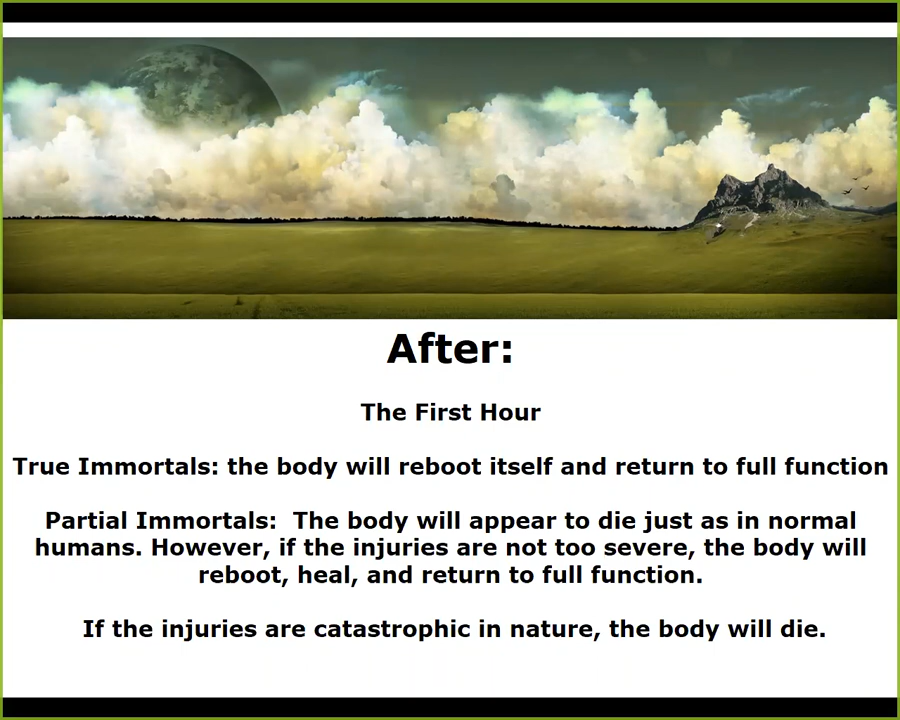 After:
The First Hour
True Immortals: the body will reboot itself and return to full function
Partial Immortals:  The body will appear to die just as in normal
humans. However, if the injuries are not too severe, the body will
reboot, heal, and return to full function.
If the injuries are catastrophic in nature, the body will die.